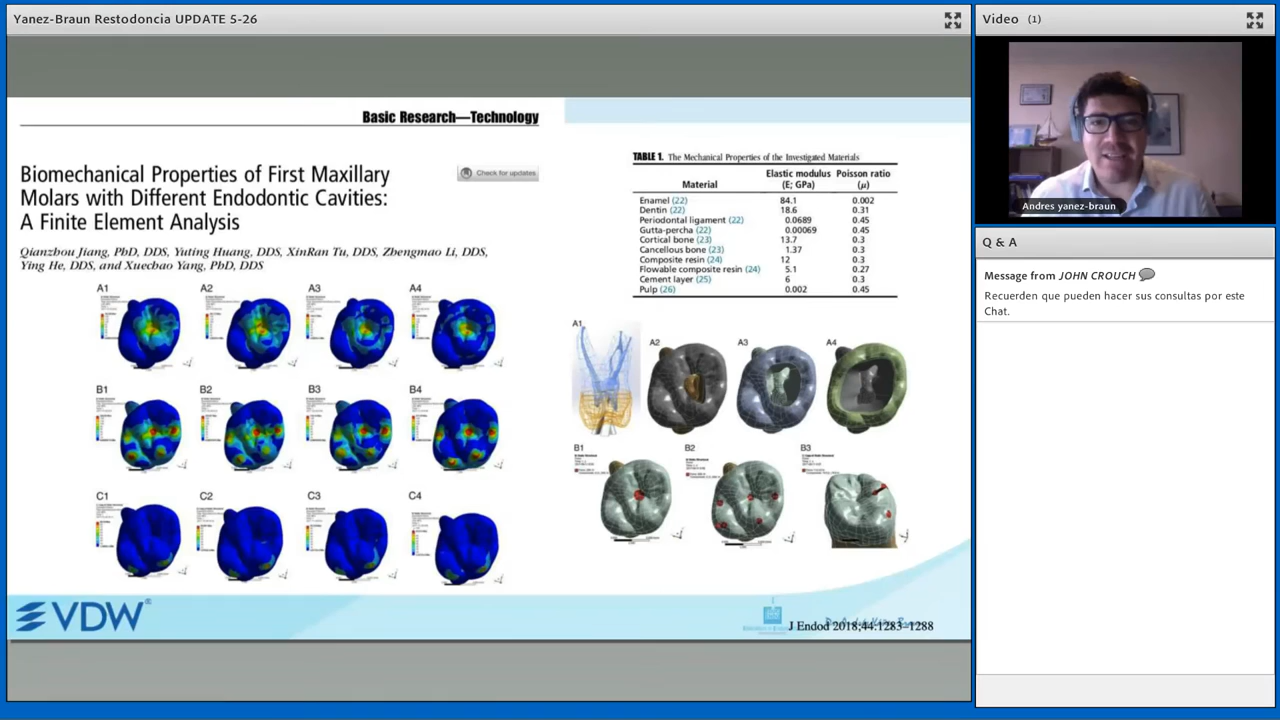 Yanez-Braun Restodoncia UPDATE 5-26
Basic Research—Technology
Biomechanical Properties of First Maxillary
Molars with Different Endodontic Cavities:
A Finite Element Analysis
Check for updates
Qianzhou Jiang, PhD, DDS, Yuting Huang, DDS, XinRan Tu, DDS, Zhengmao Li, DDS,
Ying He, DDS, and Xuechao Yang, PhD, DDS
A1 A2 A3 A4
B1 B2 B3 B4
C1 C2 C3 C4
TABLE 1. The Mechanical Properties of the Investigated Materials
Material Elastic modulus (E; GPa) Poisson ratio (μ)
Enamel (22) 84.1 0.002
Dentin (22) 18.6 0.31
Periodontal ligament (22) 0.0689 0.45
Gutta-percha (22) 0.00069 0.45
Cortical bone (23) 13.7 0.3
Cancellous bone (23) 1.37 0.3
Composite resin (24) 12 0.3
Flowable composite resin (24) 5.1 0.27
Cement layer (25) 6 0.3
Pulp (26) 0.002 0.45
A1 A2 A3 A4
B1 B2 B3
VDW®
J Endod 2018;44:1283–1288
Video (1)
Andres yanez-braun
Q & A
Message from JOHN CROUCH
Recuerden que pueden hacer sus consultas por este
Chat.